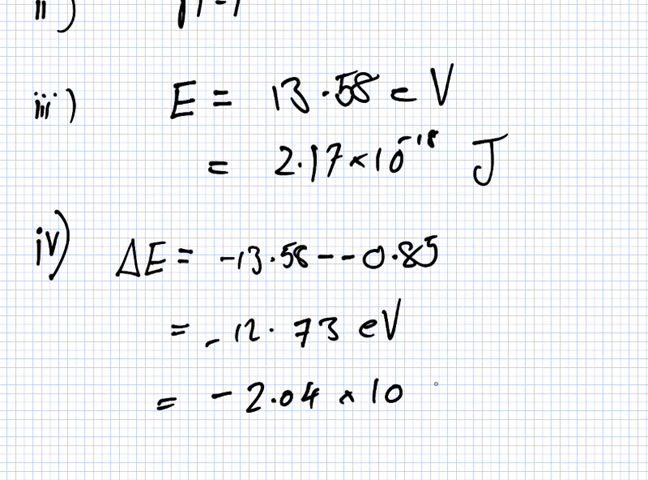 ii)
iii) E = 13.58 eV
= 2.17×10⁻¹⁸ J
iv) ΔE = -13.58 - - 0.85
= -12.73 eV
= - 2.04 × 10